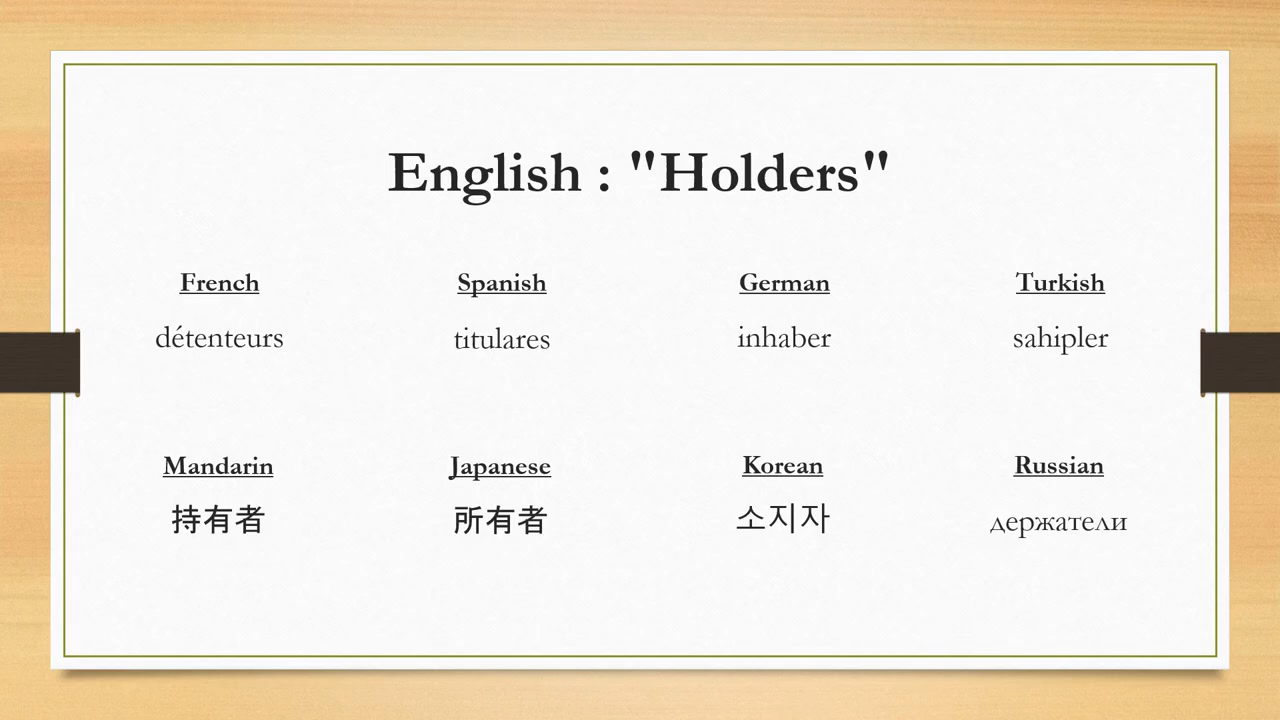 English : "Holders"
French
détenteurs
Spanish
titulares
German
inhaber
Turkish
sahipler
Mandarin
持有者
Japanese
所有者
Korean
소지자
Russian
держатели